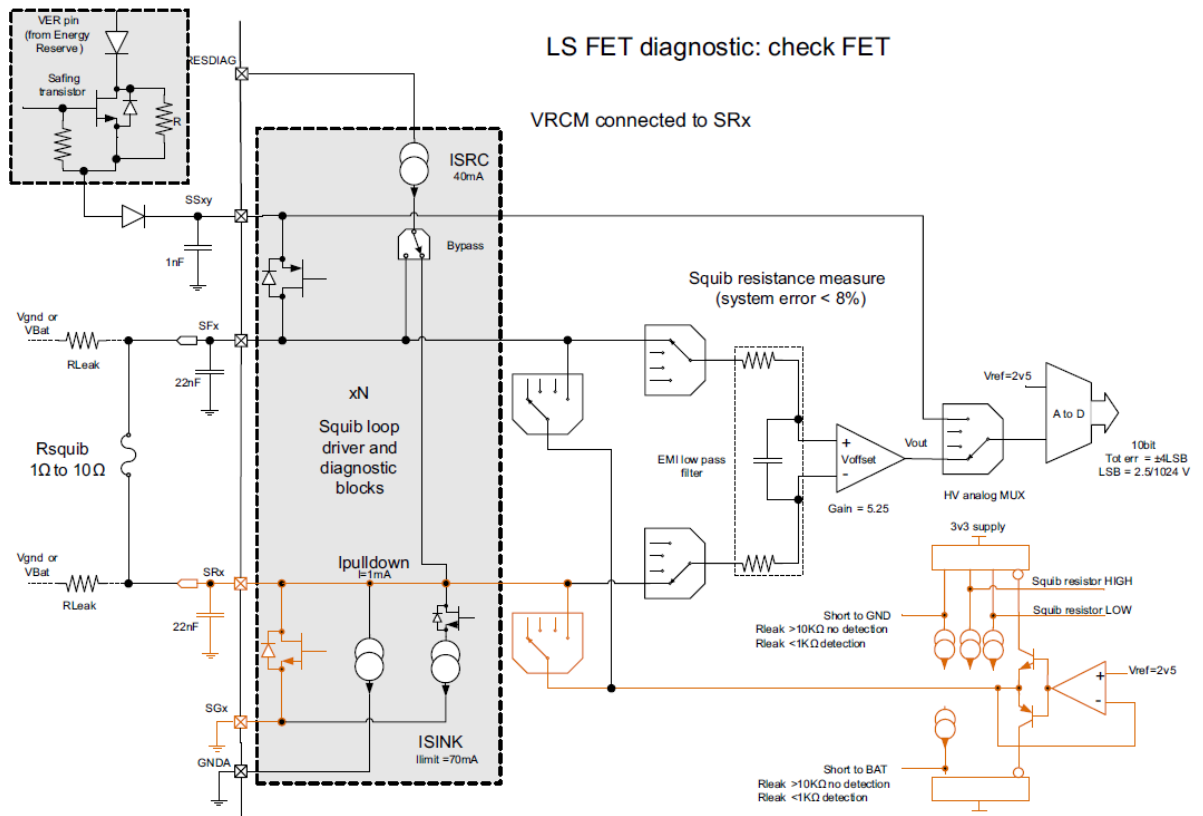 VER pin
(from Energy
Reserve)
LS FET diagnostic: check FET
RESDIAG
Safing
transistor
R
VRCM connected to SRx
ISRC
40mA
SSxy
Bypass
1nF
Squib resistance measure
(system error < 8%)
Vgnd or
VBat
SFx
RLeak
22nF
Vref=2v5
xN
A to D
Squib loop
driver and
diagnostic
blocks
Rsquib
1Ω to 10Ω
EMI low pass
filter
+
Voffset
-
Vout
10bit
Tot err = ±4LSB
LSB = 2.5/1024 V
HV analog MUX
Gain = 5.25
3v3 supply
Vgnd or
VBat
Ipulldown
I=1mA
SRx
RLeak
Squib resistor HIGH
22nF
Short to GND
Squib resistor LOW
Rleak >10KΩ no detection
Rleak <1KΩ detection
+
Vref=2v5
-
SGx
ISINK
Ilimit =70mA
GNDA
Short to BAT
Rleak >10KΩ no detection
Rleak <1KΩ detection